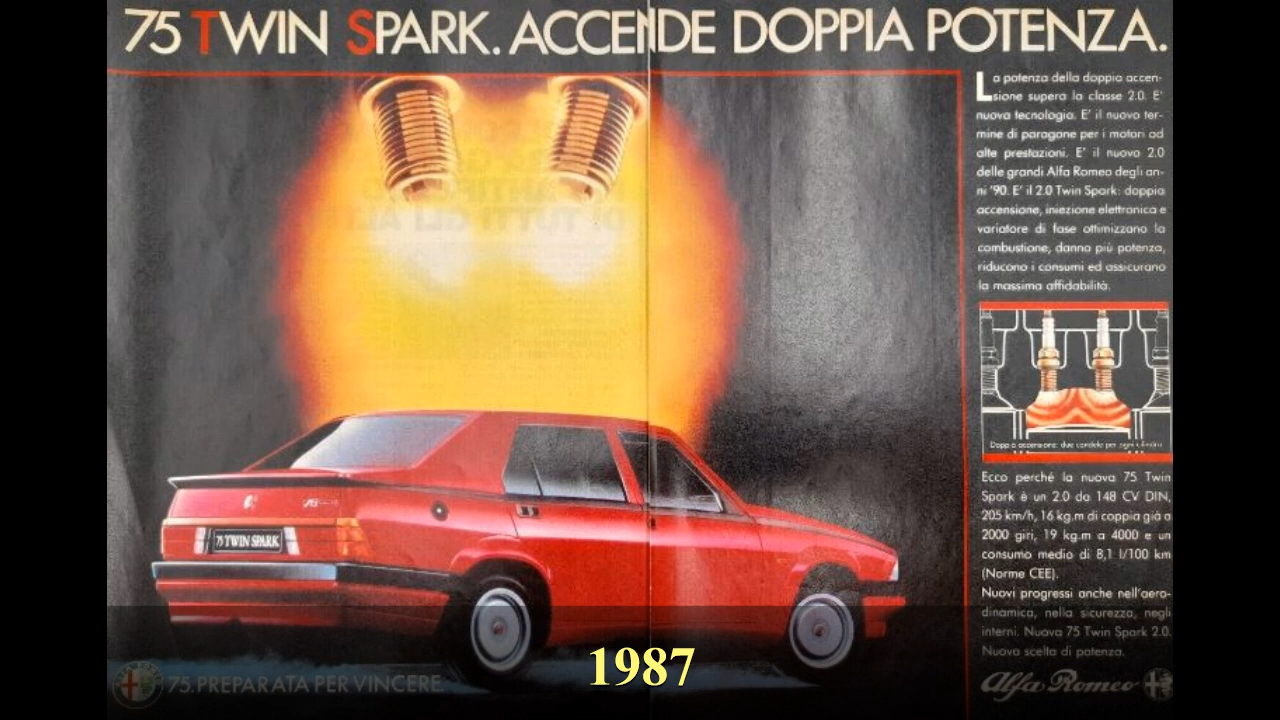 75 TWIN SPARK. ACCENDE DOPPIA POTENZA.
La potenza della doppia accen-
sione supera la classe 2.0. E'
nuova tecnologia. E' il nuovo ter-
mine di paragone per i motori ad
alte prestazioni. E' il nuovo 2.0
delle grandi Alfa Romeo degli an-
ni '90. E' il 2.0 Twin Spark: doppia
accensione, iniezione elettronica e
variatore di fase ottimizzano la
combustione, danno più potenza,
riducono i consumi ed assicurano
la massima affidabilità.
Doppia accensione: due candele per ogni cilindro.
Ecco perché la nuova 75 Twin
Spark è un 2.0 da 148 CV DIN,
205 km/h, 16 kg.m di coppia già a
2000 giri, 19 kg.m a 4000 e un
consumo medio di 8,1 l/100 km
(Norme CEE).
Nuovi progressi anche nell'aero-
dinamica, nella sicurezza, negli
interni. Nuova 75 Twin Spark 2.0.
Nuova scelta di potenza.
75 TWIN SPARK
75. PREPARATA PER VINCERE.
1987
Alfa Romeo